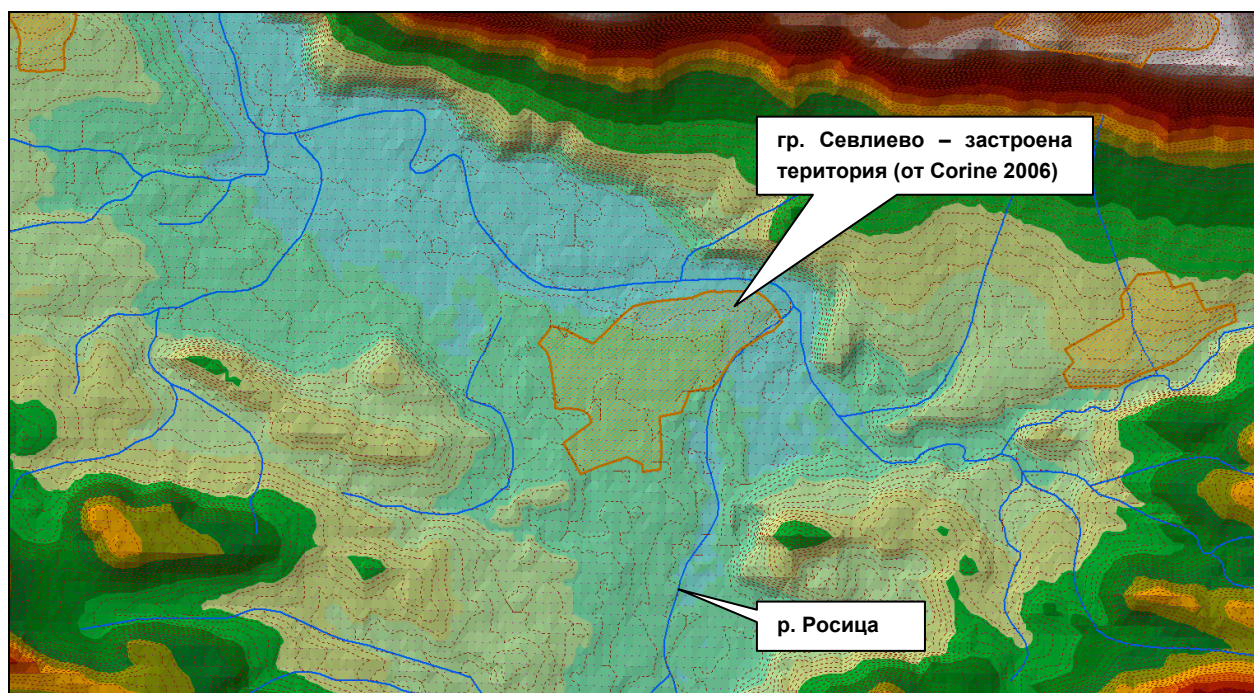 гр. Севлиево – застроена
територия (от Corine 2006)
р. Росица